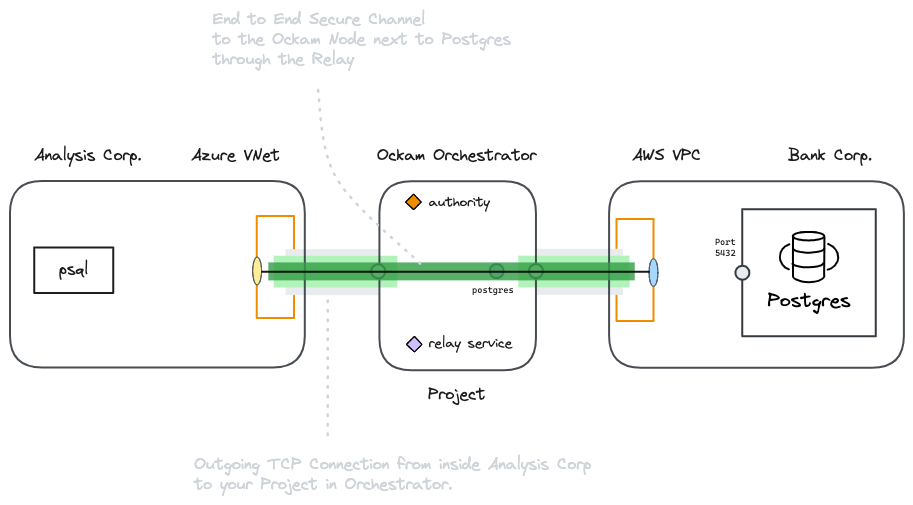 End to End Secure Channel
to the Ockam Node next to Postgres
through the Relay
Analysis Corp.
Azure VNet
Ockam Orchestrator
AWS VPC
Bank Corp.
authority
psql
Port
5432
postgres
Postgres
relay service
Project
Outgoing TCP Connection from inside Analysis Corp
to your Project in Orchestrator.